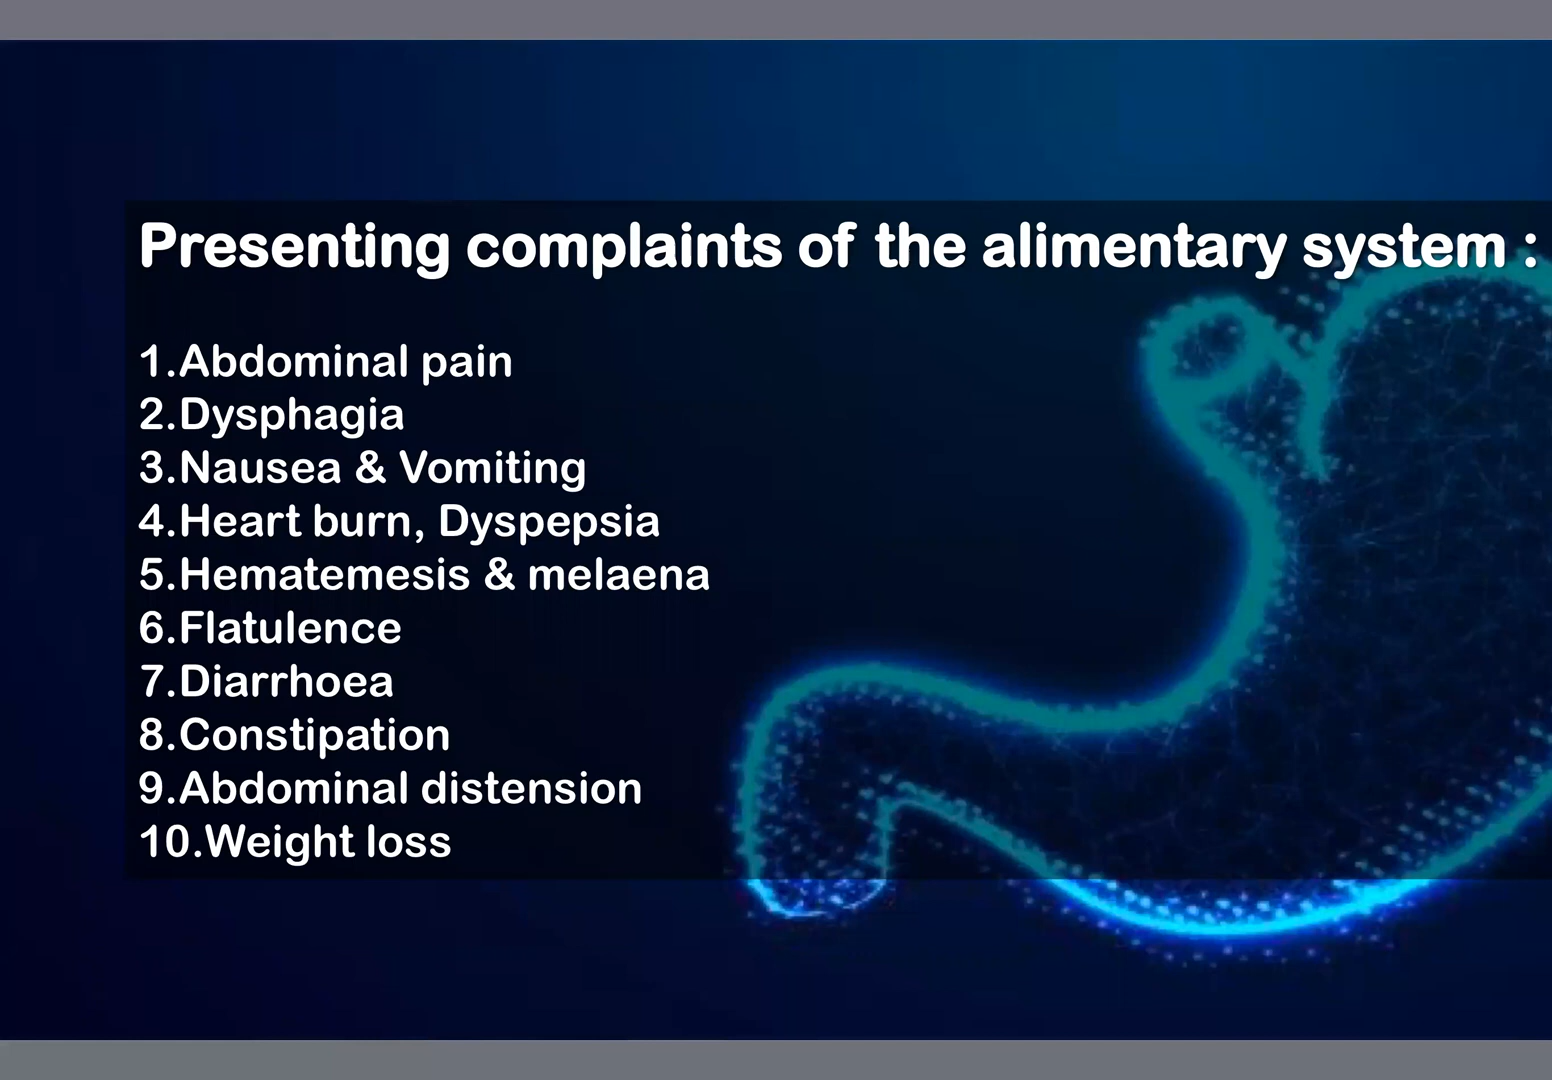 Presenting complaints of the alimentary system :
1.Abdominal pain
2.Dysphagia
3.Nausea & Vomiting
4.Heart burn, Dyspepsia
5.Hematemesis & melaena
6.Flatulence
7.Diarrhoea
8.Constipation
9.Abdominal distension
10.Weight loss